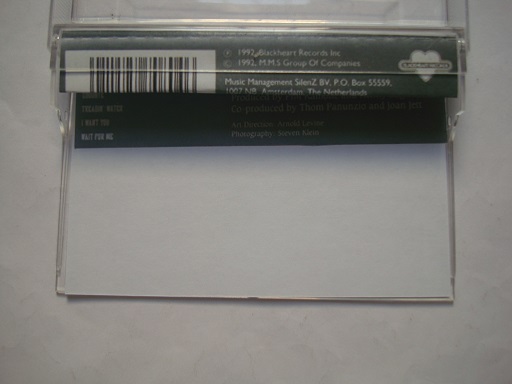 ℗ 1992, Blackheart Records Inc
© 1992, M.M.S Group Of Companies
Music Management SilenZ BV, P.O. Box 55559,
1007 NB, Amsterdam, The Netherlands
TREADIN' WATER
I WANT YOU
WAIT FOR ME
Produced by
Co produced by Thom Panunzio and Joan Jett
Art Direction: Arnold Levine
Photography: Steven Klein